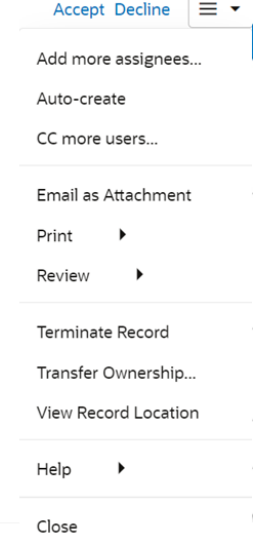 Accept Decline
Add more assignees...
Auto-create
CC more users...
Email as Attachment
Print
Review
Terminate Record
Transfer Ownership...
View Record Location
Help
Close